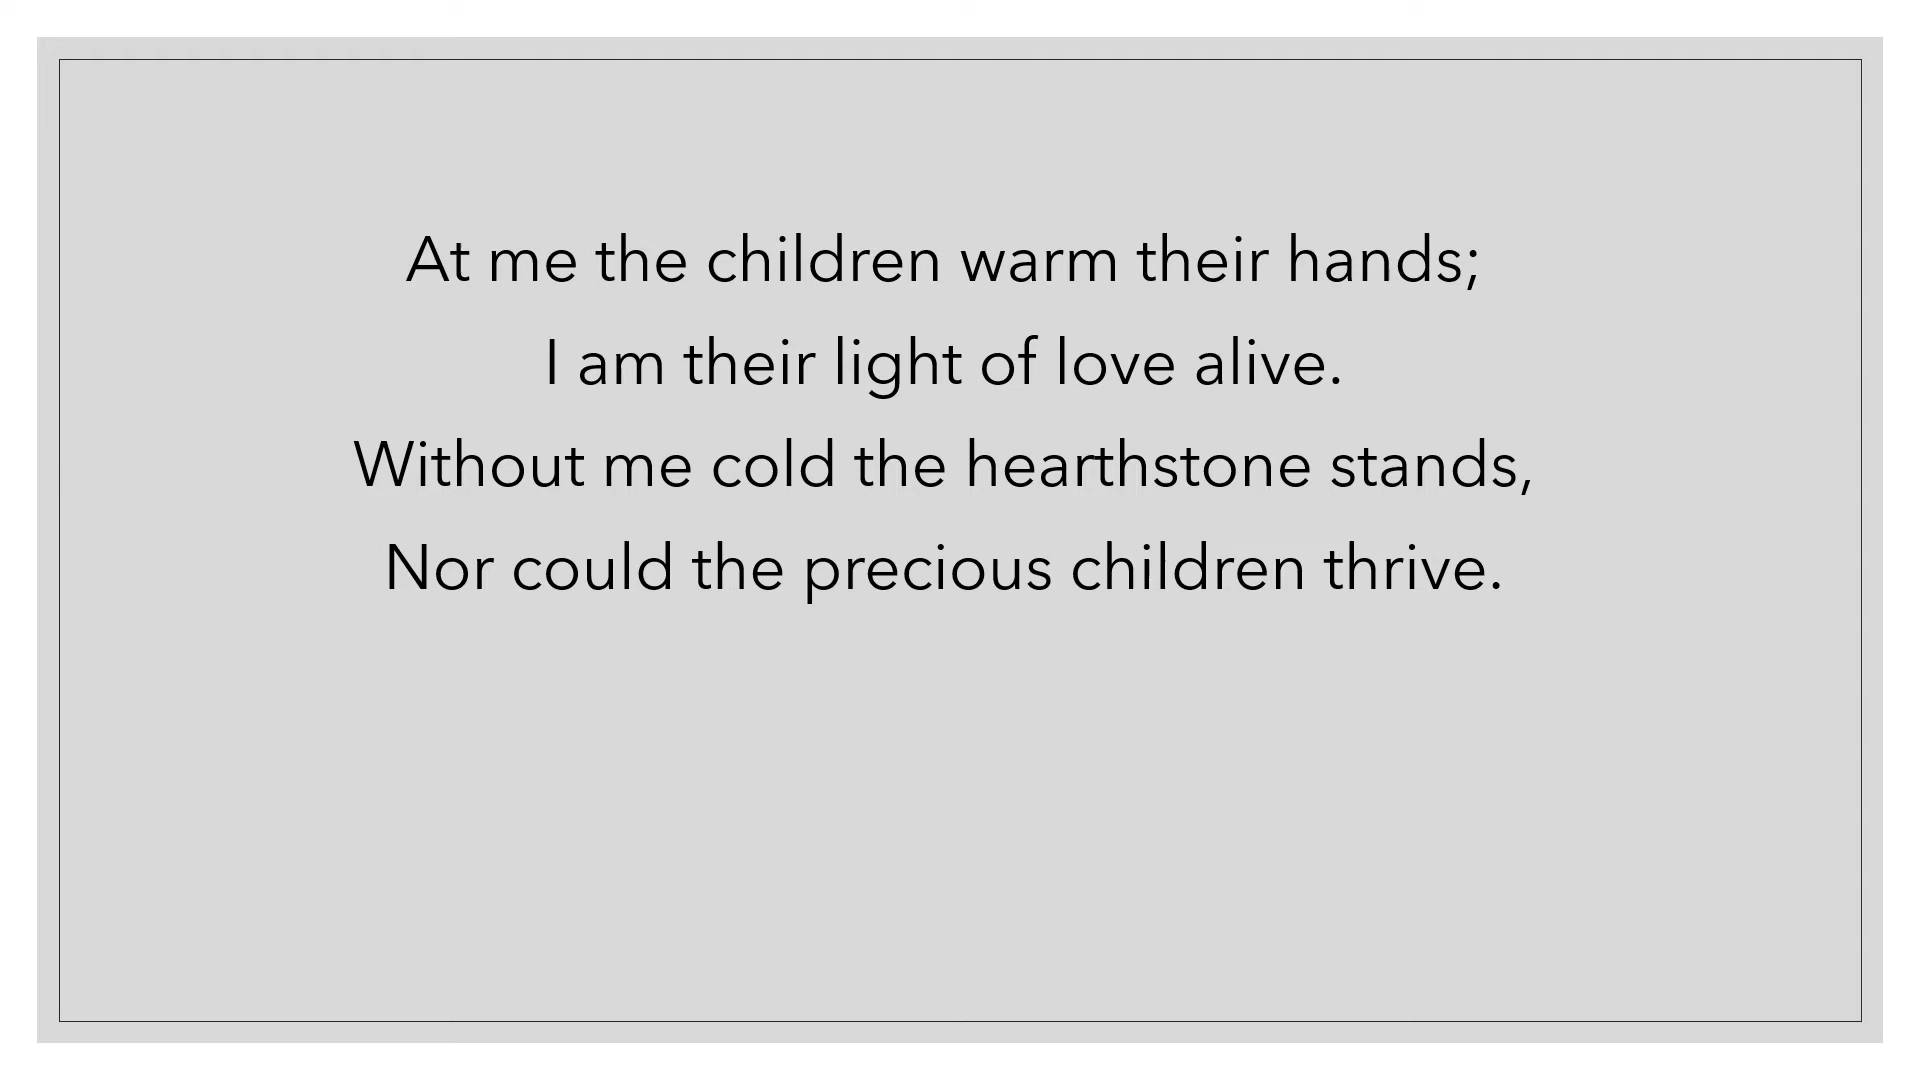 At me the children warm their hands;
I am their light of love alive.
Without me cold the hearthstone stands,
Nor could the precious children thrive.